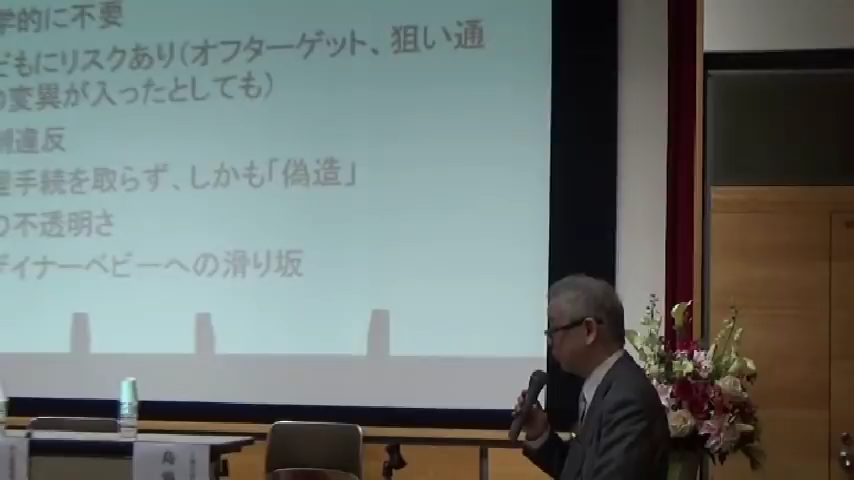 学的に不要
どもにリスクあり(オフターゲット、狙い通
の変異が入ったとしても)
制違反
理手続を取らず、しかも「偽造」
の不透明さ
ザイナーベビーへの滑り坂